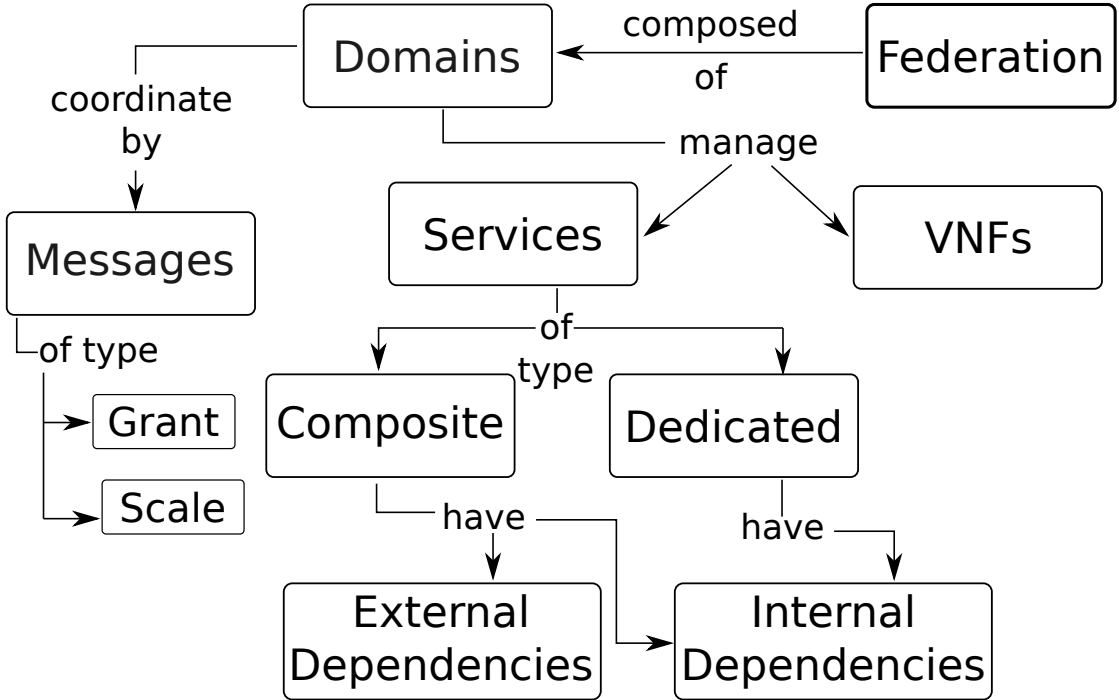 Domains
composed
of
Federation
coordinate
by
manage
Messages
Services
VNFs
of type
of
type
Grant
Scale
Composite
Dedicated
have
have
External
Dependencies
Internal
Dependencies